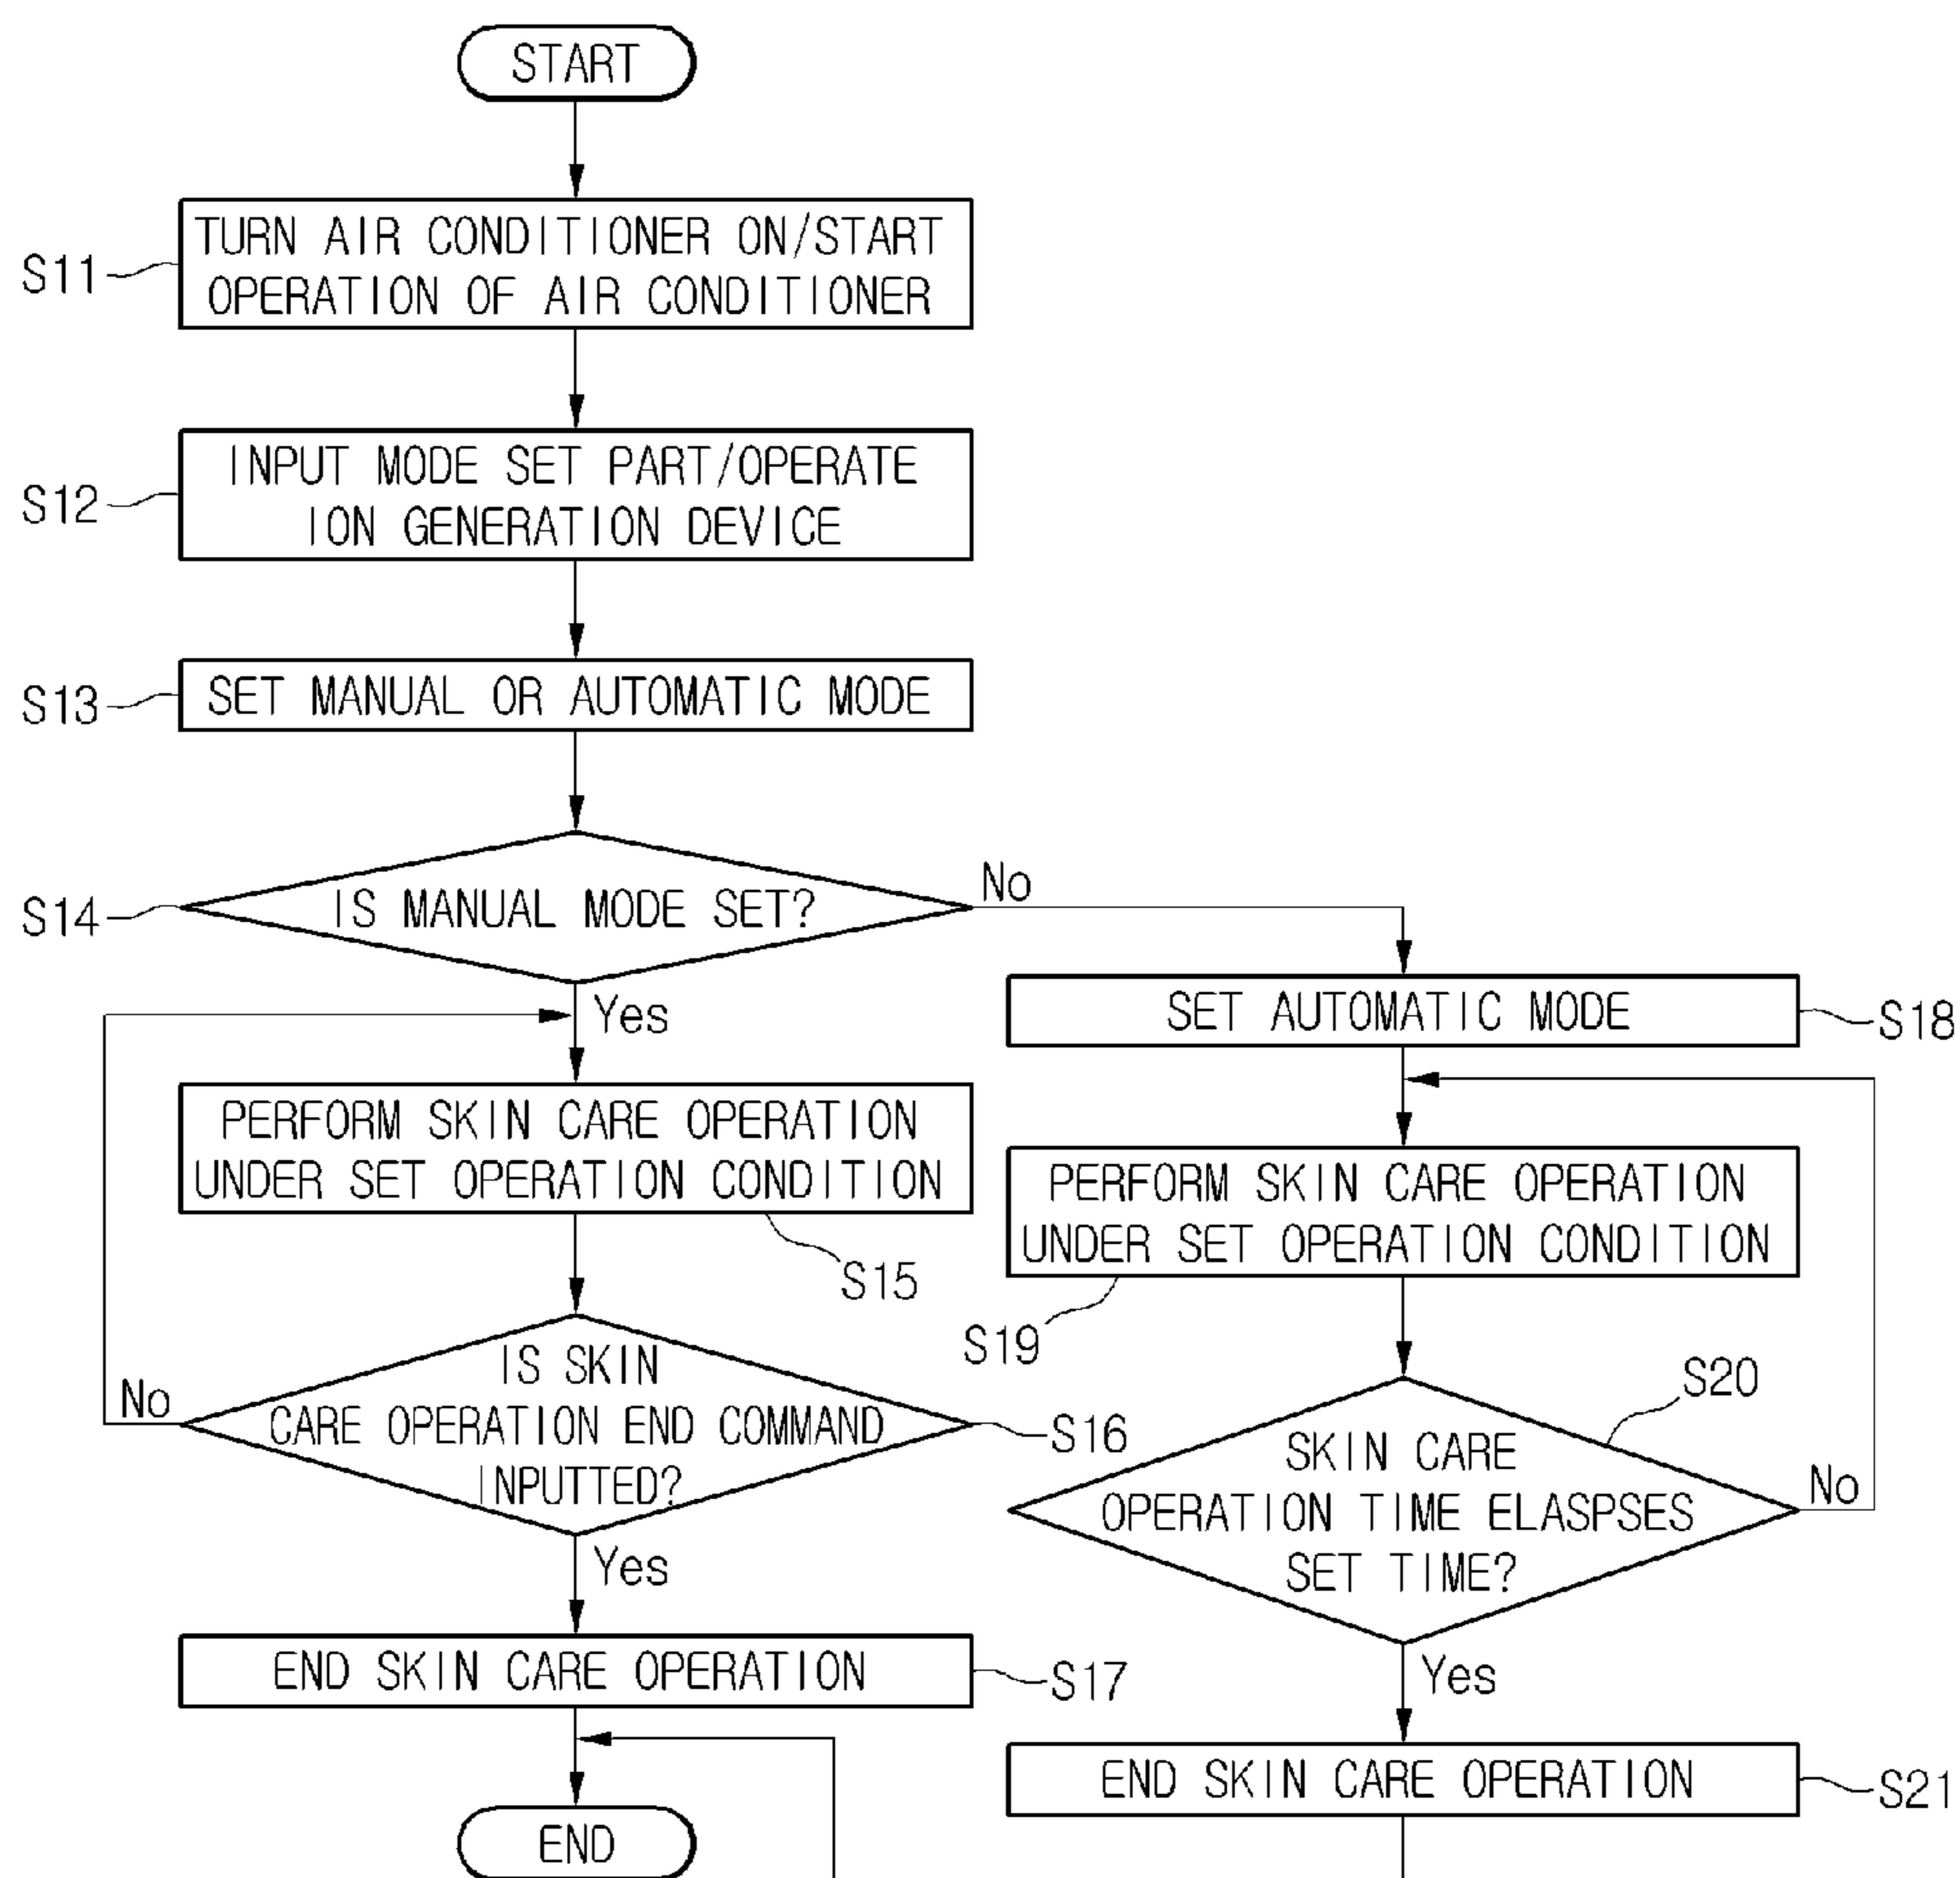 START
S11
TURN AIR CONDITIONER ON/START
OPERATION OF AIR CONDITIONER
S12
INPUT MODE SET PART/OPERATE
ION GENERATION DEVICE
S13
SET MANUAL OR AUTOMATIC MODE
S14
IS MANUAL MODE SET?
No
Yes
PERFORM SKIN CARE OPERATION
UNDER SET OPERATION CONDITION
S15
IS SKIN
CARE OPERATION END COMMAND
INPUTTED?
No
S16
Yes
END SKIN CARE OPERATION
S17
END
SET AUTOMATIC MODE
S18
PERFORM SKIN CARE OPERATION
UNDER SET OPERATION CONDITION
S19
S20
SKIN CARE
OPERATION TIME ELASPSES
SET TIME?
No
Yes
END SKIN CARE OPERATION
S21